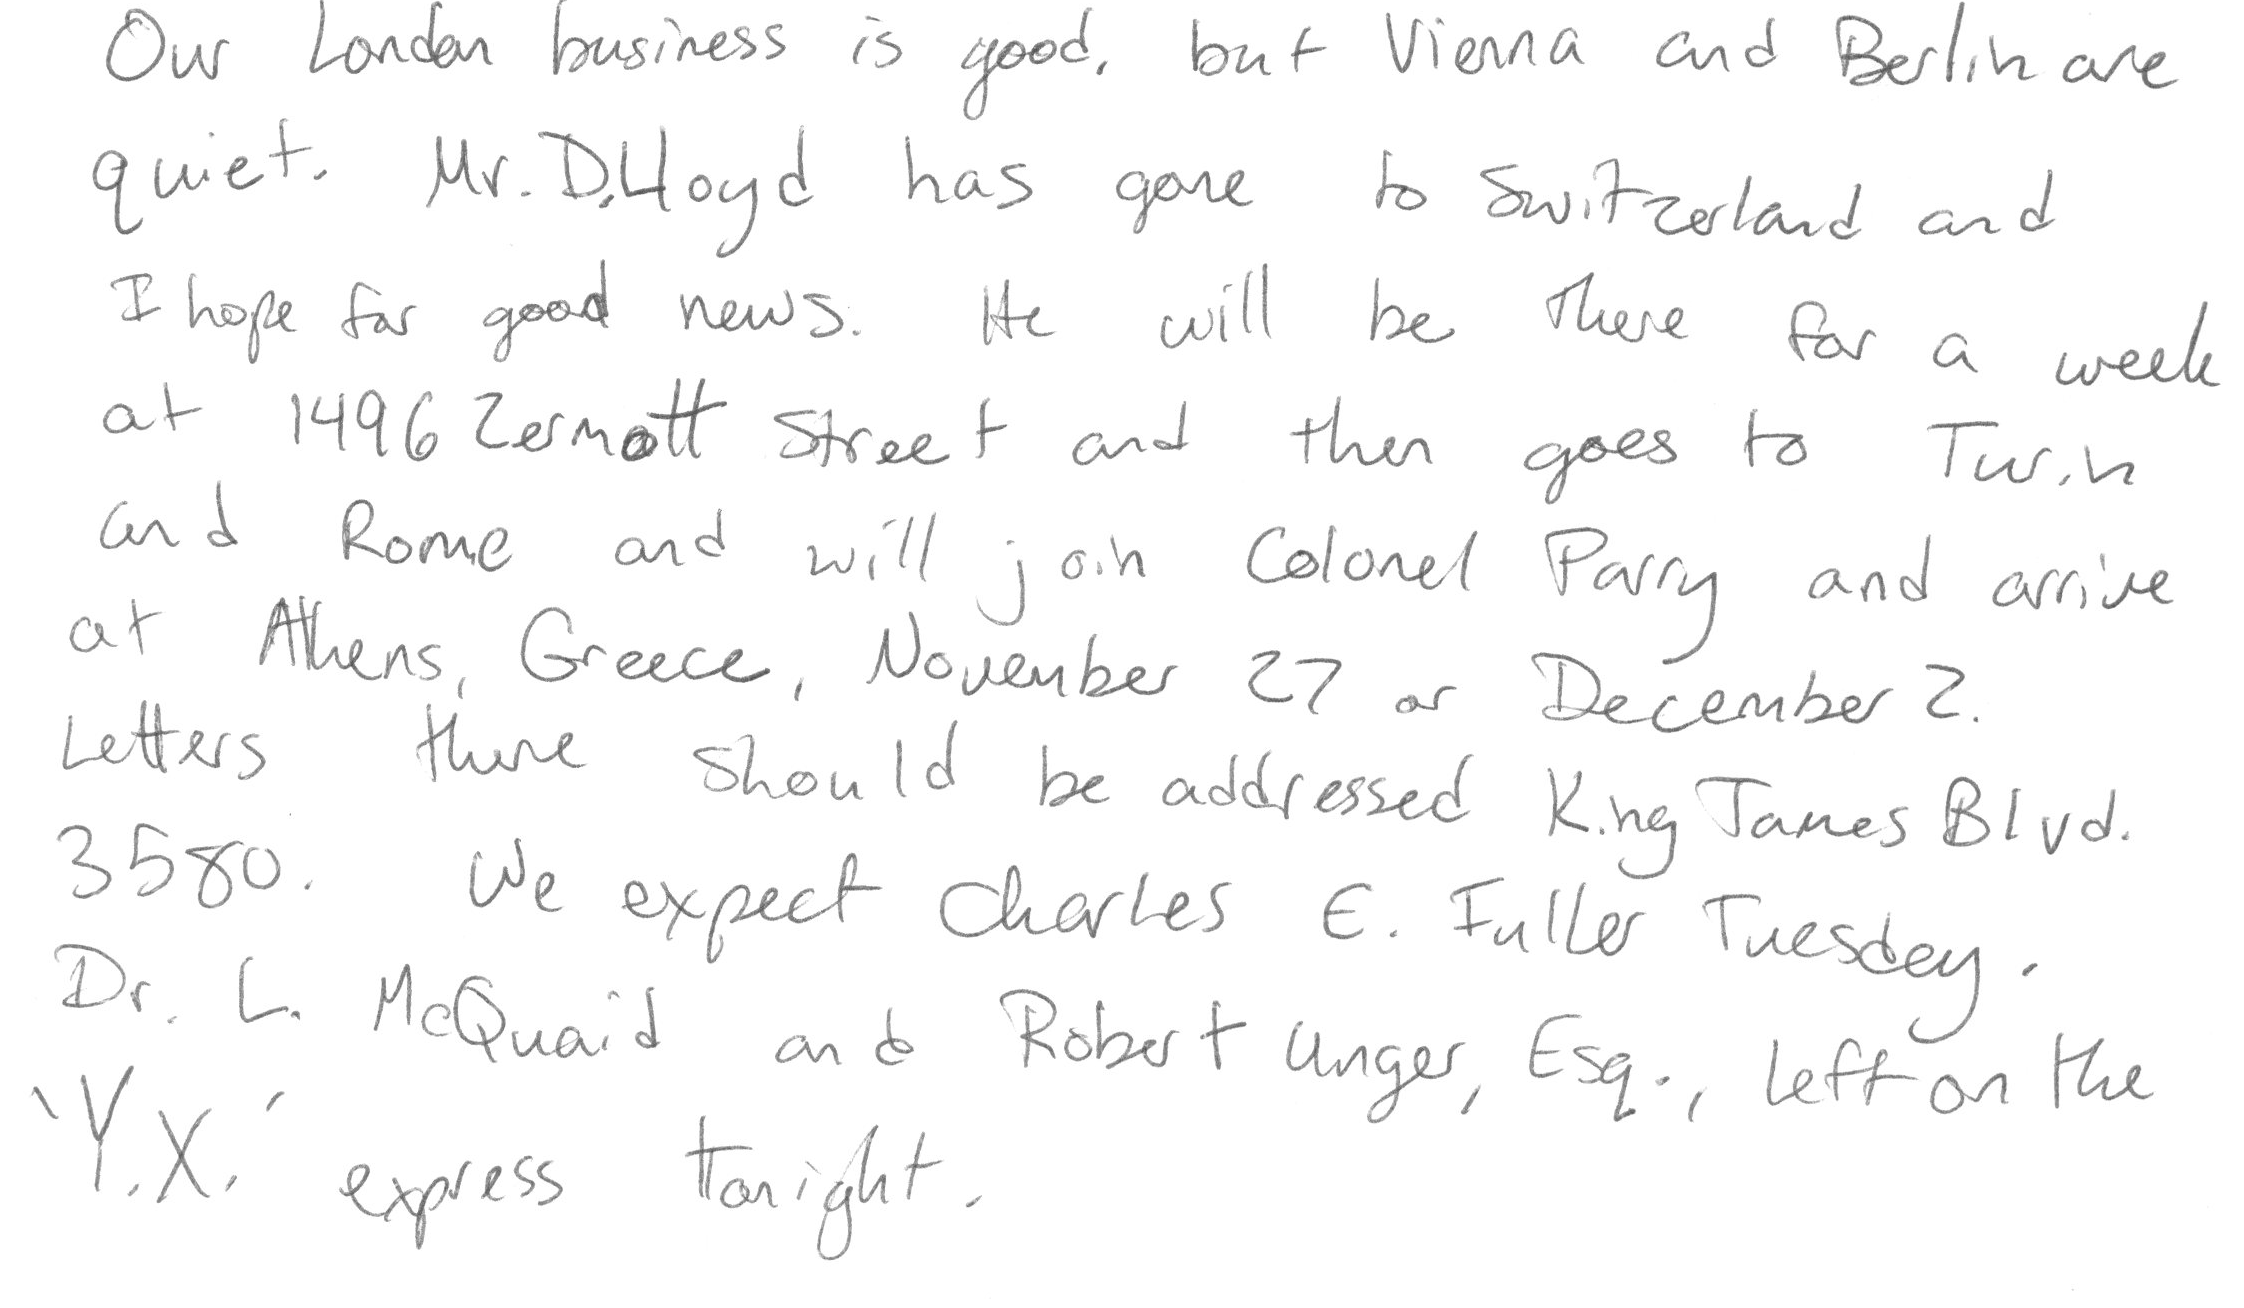 Our London business is good, but Vienna and Berlin are
quiet. Mr. D. Lloyd has gone to Switzerland and
I hope for good news. He will be there for a week
at 1496 Zermott Street and then goes to Turin
and Rome and will join Colonel Parry and arrive
at Athens, Greece, November 27 or December 2.
Letters there should be addressed King James Blvd.
3580. We expect Charles E. Fuller Tuesday.
Dr. L. McQuaid and Robert Unger, Esq., left on the
'Y.X.' express tonight.